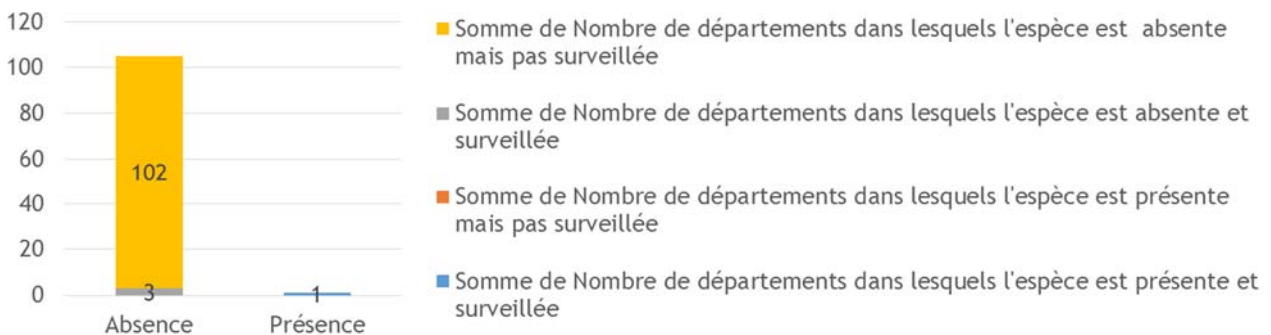 120
100
80
60
40
20
0
102
3
1
Absence
Présence
Somme de Nombre de départements dans lesquels l'espèce est absente
mais pas surveillée
Somme de Nombre de départements dans lesquels l'espèce est absente et
surveillée
Somme de Nombre de départements dans lesquels l'espèce est présente
mais pas surveillée
Somme de Nombre de départements dans lesquels l'espèce est présente et
surveillée